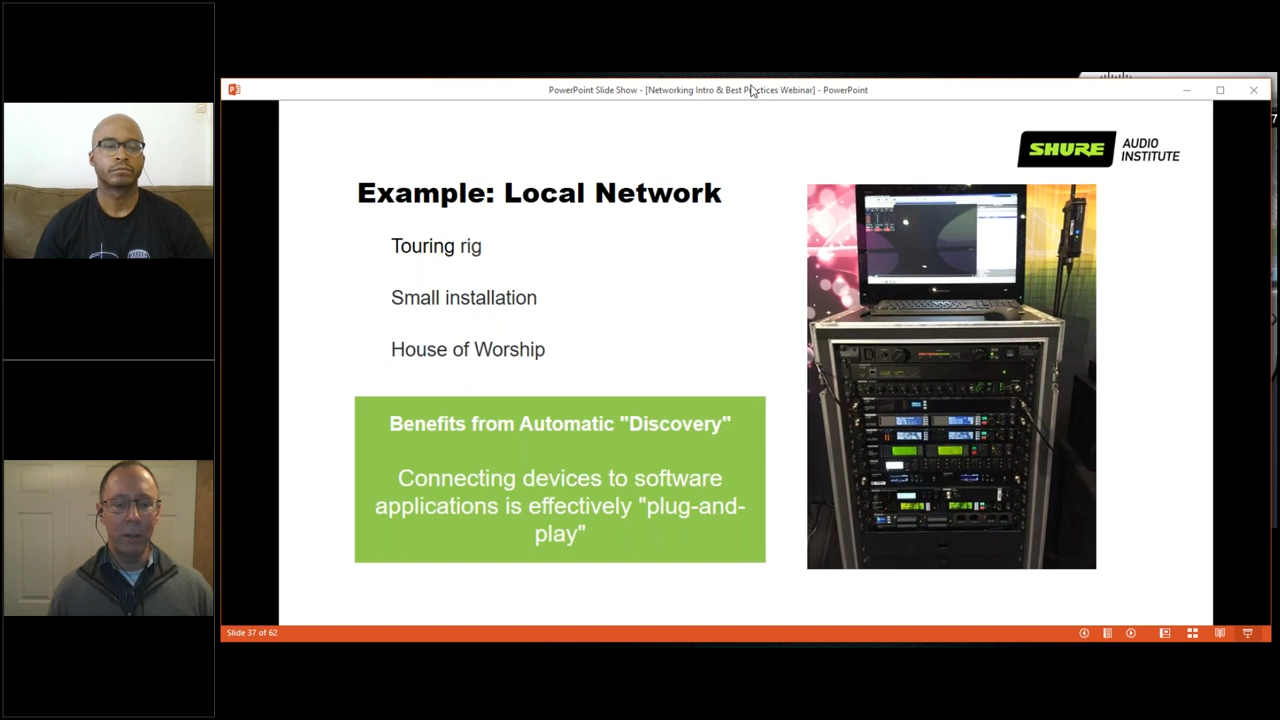 PowerPoint Slide Show - [Networking Intro & Best Practices Webinar] - PowerPoint
SHURE AUDIO INSTITUTE
Example: Local Network
Touring rig
Small installation
House of Worship
Benefits from Automatic "Discovery"
Connecting devices to software
applications is effectively "plug-and-
play"
Slide 37 of 62